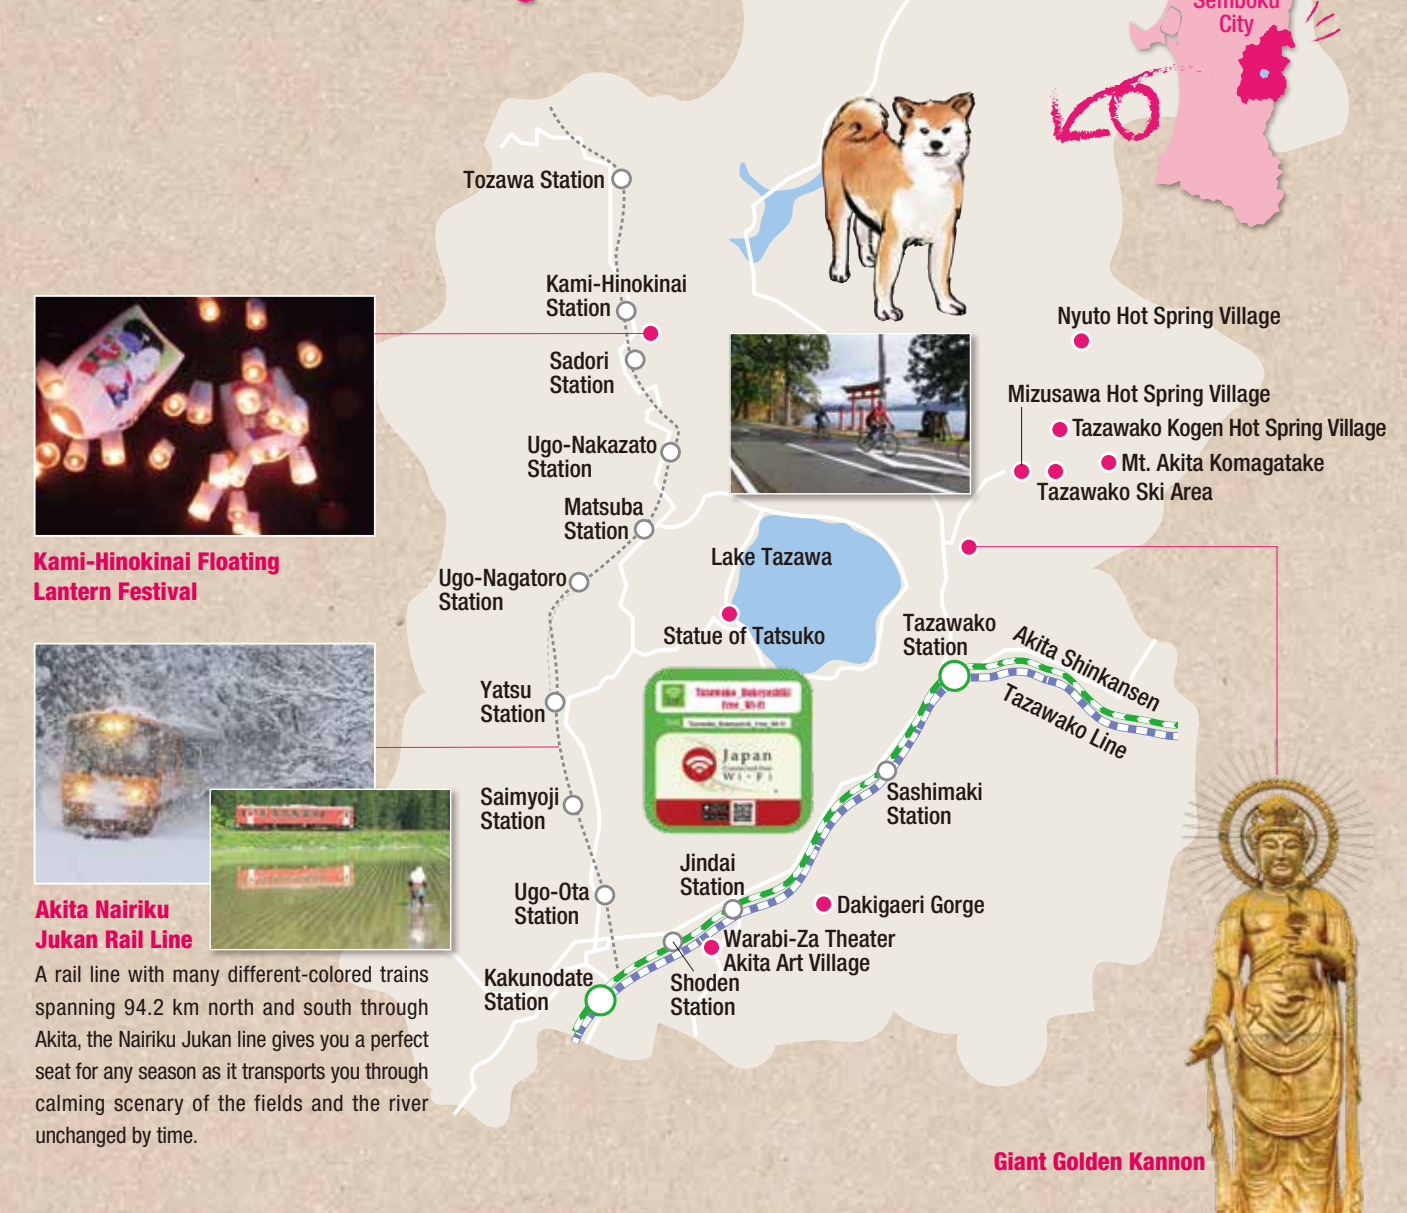 Semboku
City
Tozawa Station
Kami-Hinokinai
Station
Sadori
Station
Nyuto Hot Spring Village
Mizusawa Hot Spring Village
Tazawako Kogen Hot Spring Village
Mt. Akita Komagatake
Tazawako Ski Area
Ugo-Nakazato
Station
Matsuba
Station
Kami-Hinokinai Floating
Lantern Festival
Lake Tazawa
Ugo-Nagatoro
Station
Statue of Tatsuko
Tazawako
Station
Akita Shinkansen
Tazawako Line
Yatsu
Station
Japan
Wi-Fi
Sashimaki
Station
Saimyoji
Station
Jindai
Station
Ugo-Ota
Station
Dakigaeri Gorge
Warabi-Za Theater
Akita Art Village
Shoden
Station
Kakunodate
Station
Akita Nairiku
Jukan Rail Line
A rail line with many different-colored trains
spanning 94.2 km north and south through
Akita, the Nairiku Jukan line gives you a perfect
seat for any season as it transports you through
calming scenary of the fields and the river
unchanged by time.
Giant Golden Kannon